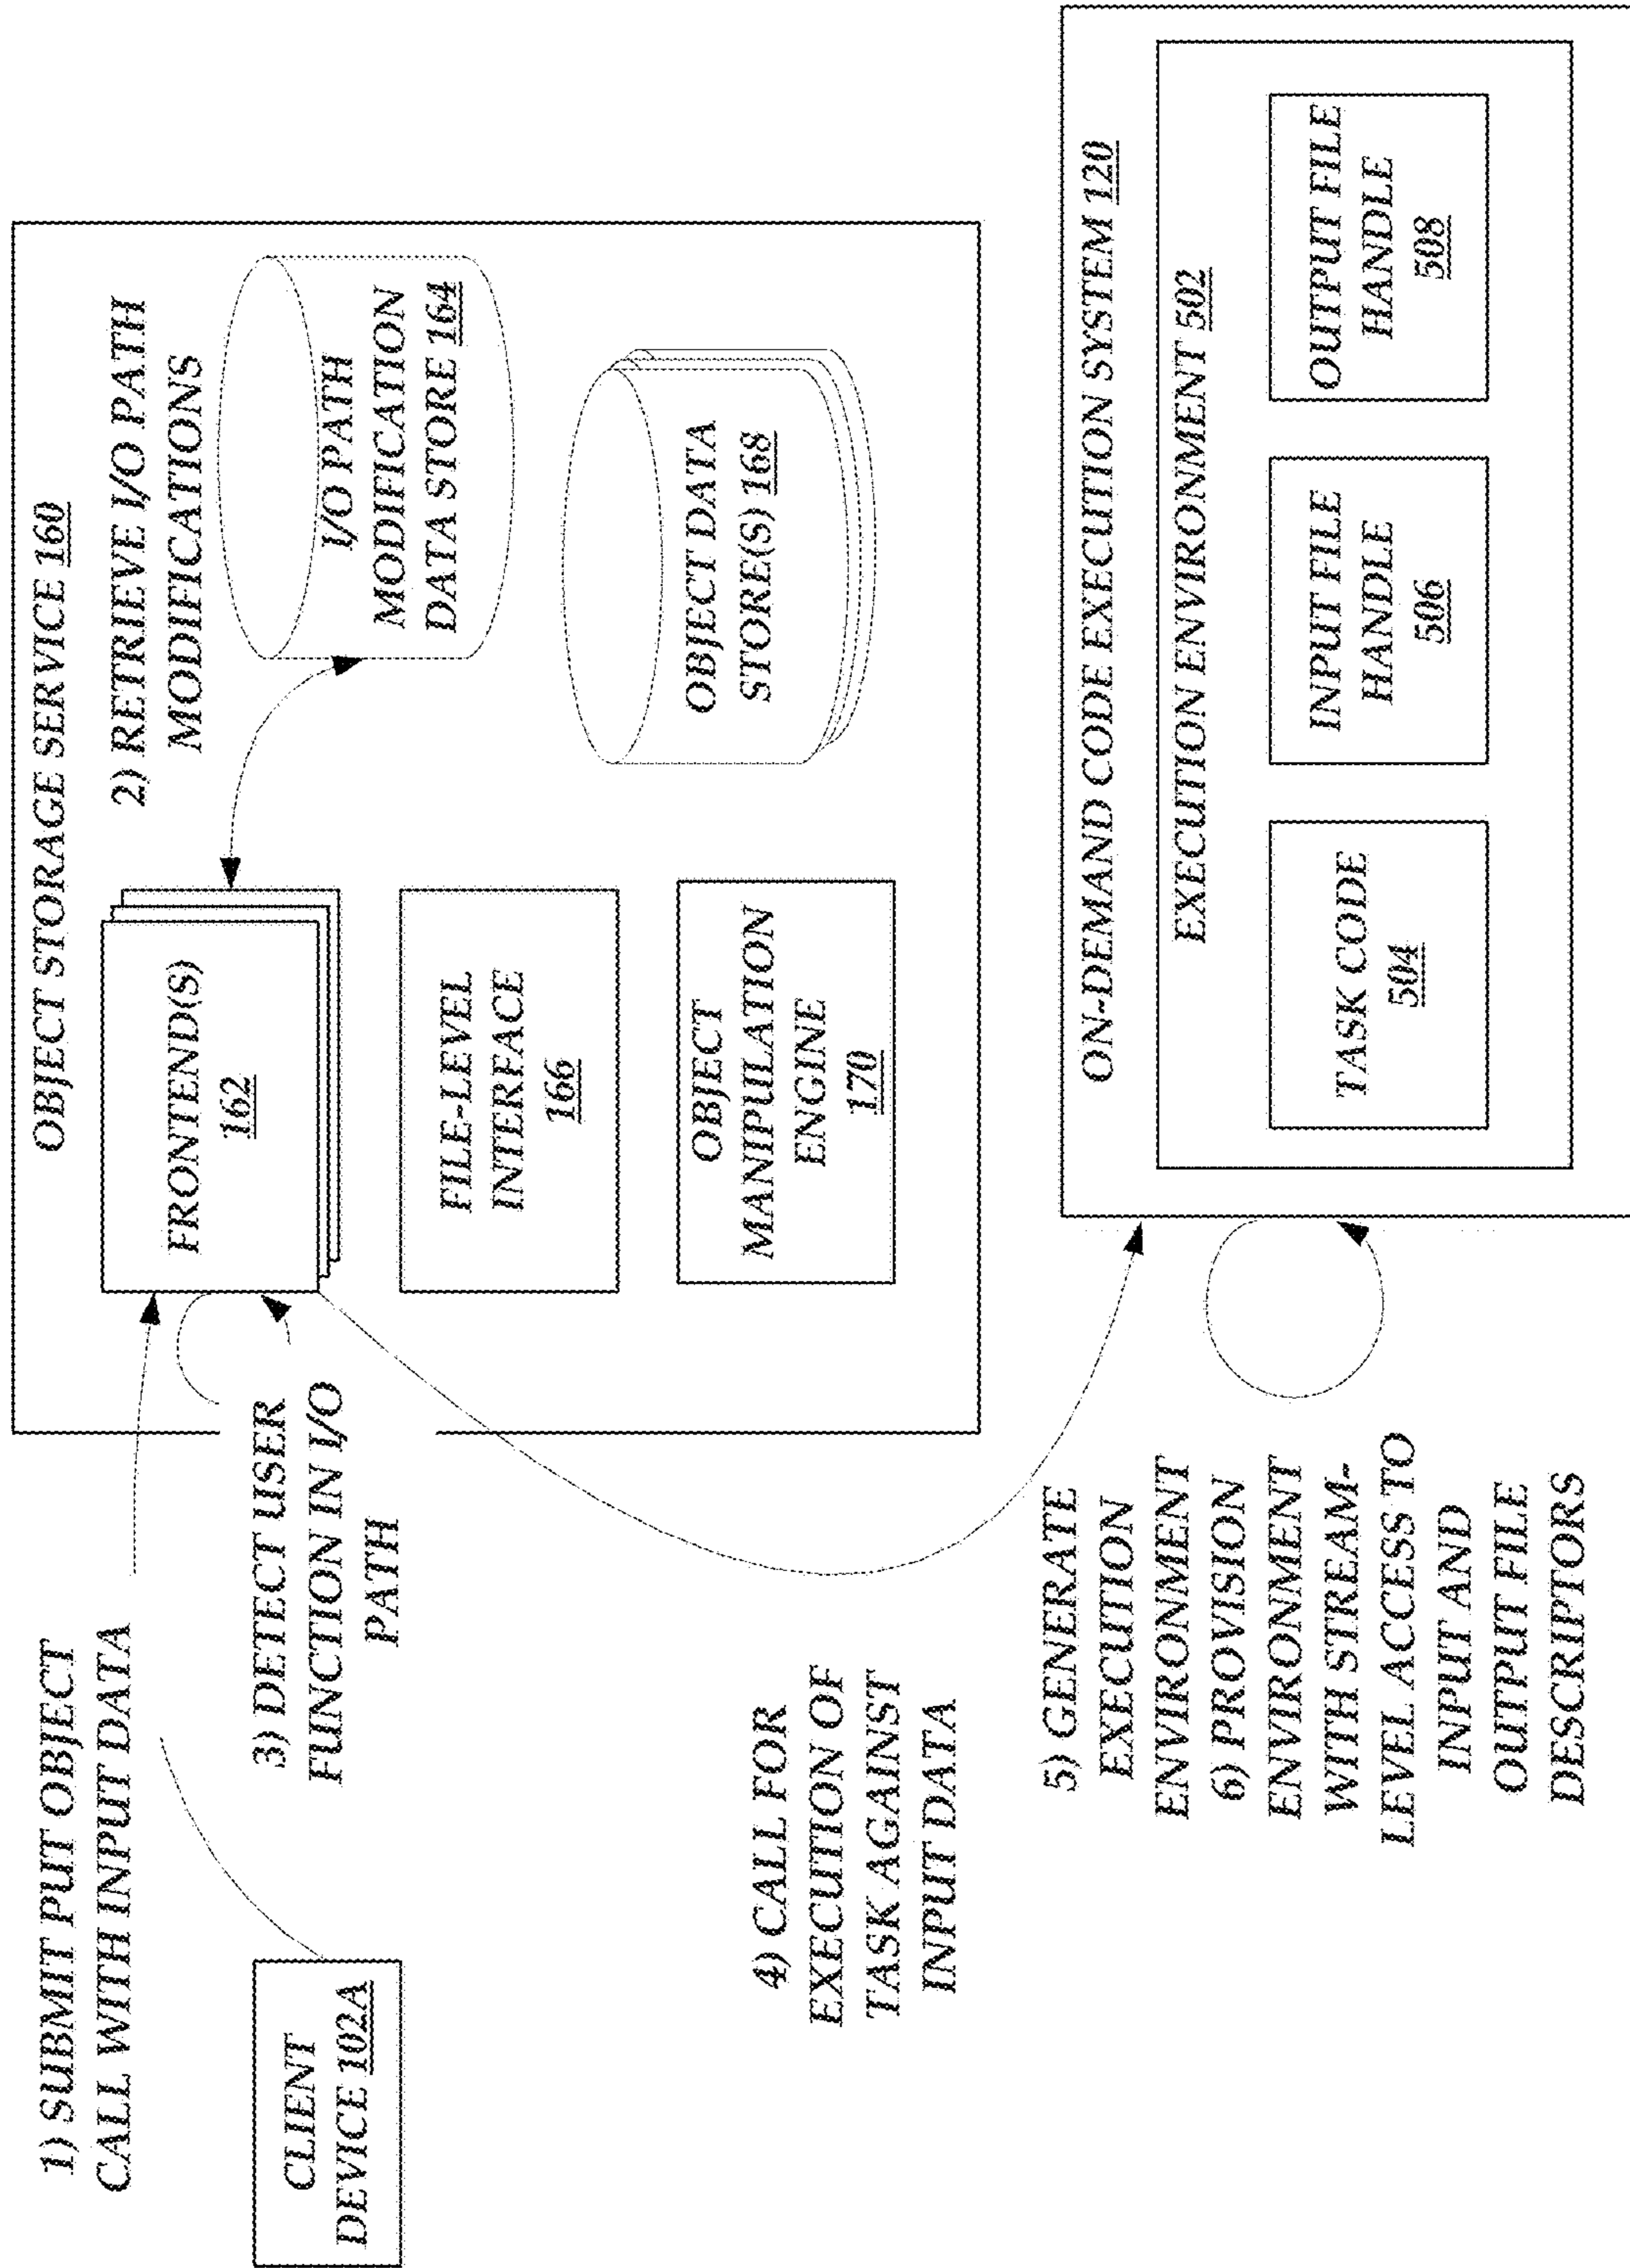 1) SUBMIT PUT OBJECT
CALL WITH INPUT DATA
CLIENT
DEVICE 102A
OBJECT STORAGE SERVICE 160
FRONTEND(S)
162
2) RETRIEVE I/O PATH
MODIFICATIONS
I/O PATH
MODIFICATION
DATA STORE 164
3) DETECT USER
FUNCTION IN I/O
PATH
FILE-LEVEL
INTERFACE
166
OBJECT DATA
STORE(S) 168
OBJECT
MANIPULATION
ENGINE
170
4) CALL FOR
EXECUTION OF
TASK AGAINST
INPUT DATA
5) GENERATE
EXECUTION
ENVIRONMENT
6) PROVISION
ENVIRONMENT
WITH STREAM-
LEVEL ACCESS TO
INPUT AND
OUTPUT FILE
DESCRIPTORS
ON-DEMAND CODE EXECUTION SYSTEM 120
EXECUTION ENVIRONMENT 502
TASK CODE
504
INPUT FILE
HANDLE
506
OUTPUT FILE
HANDLE
508